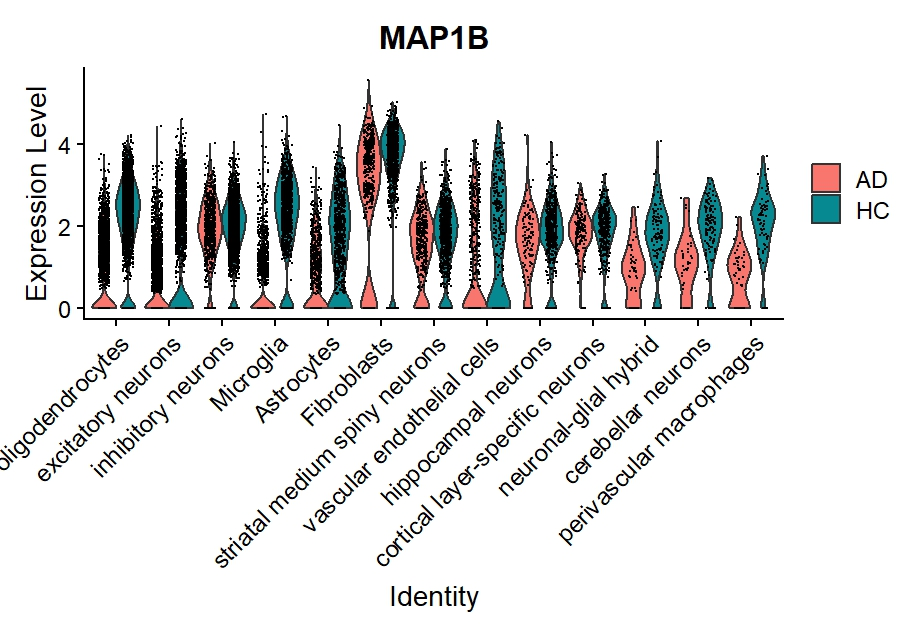 MAP1B
Expression Level
4
2
0
AD
HC
oligodendrocytes
excitatory neurons
inhibitory neurons
Microglia
Astrocytes
Fibroblasts
striatal medium spiny neurons
vascular endothelial cells
hippocampal neurons
cortical layer-specific neurons
neuronal-glial hybrid
cerebellar neurons
perivascular macrophages
Identity